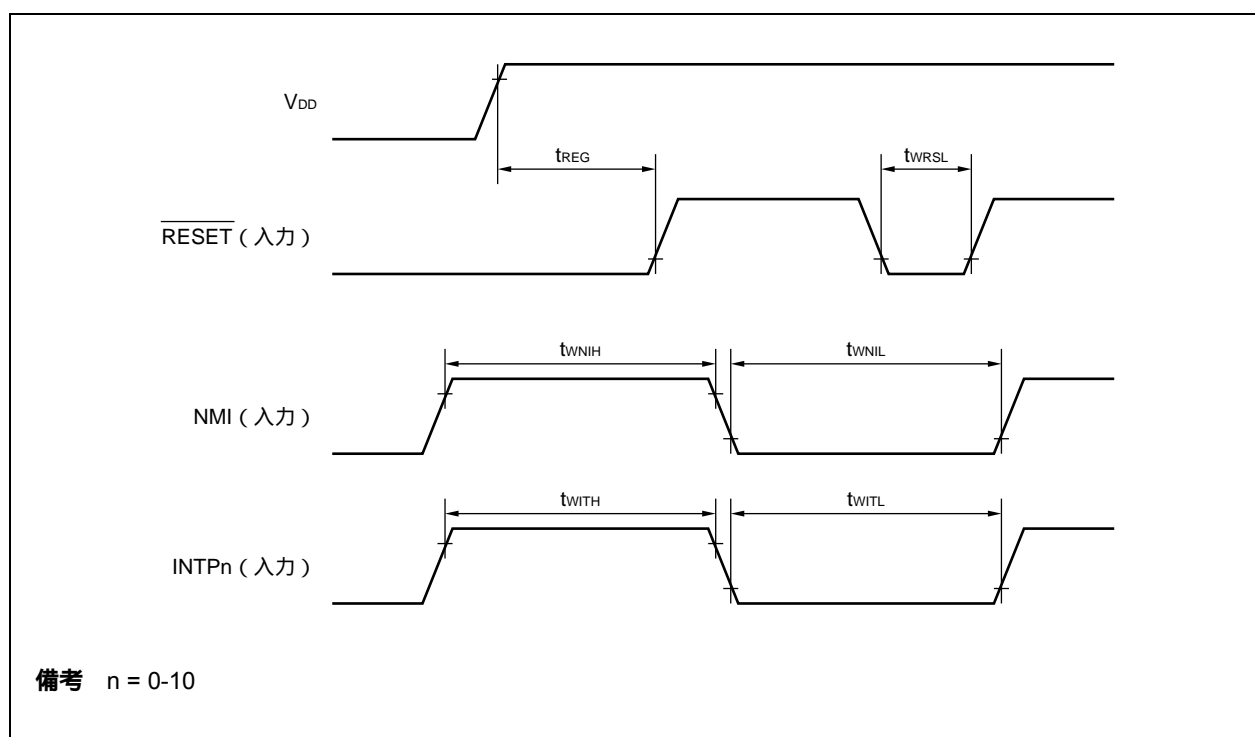 VDD
tREG
tWRSL
RESET（入力）
tWNIH
tWNIL
NMI（入力）
tWITH
tWITL
INTPn（入力）
備考 n = 0-10